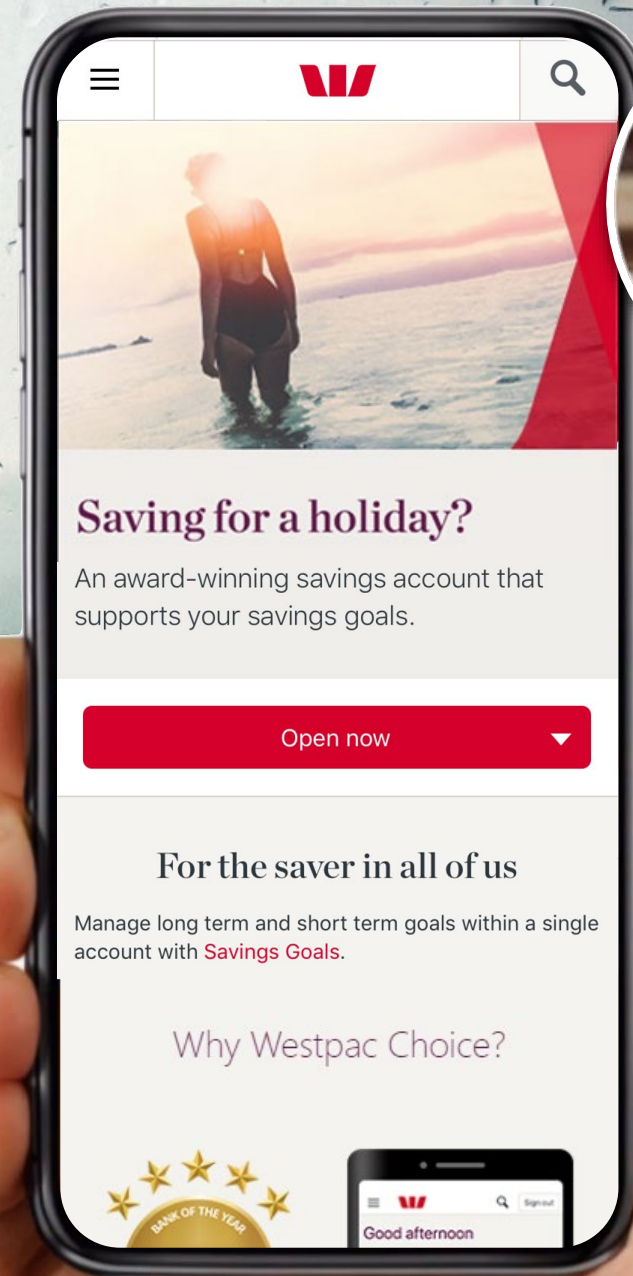 Saving for a holiday?
An award-winning savings account that
supports your savings goals.
Open now
For the saver in all of us
Manage long term and short term goals within a single
account with Savings Goals.
Why Westpac Choice?
BANK OF THE YEAR
Sign out
Good afternoon